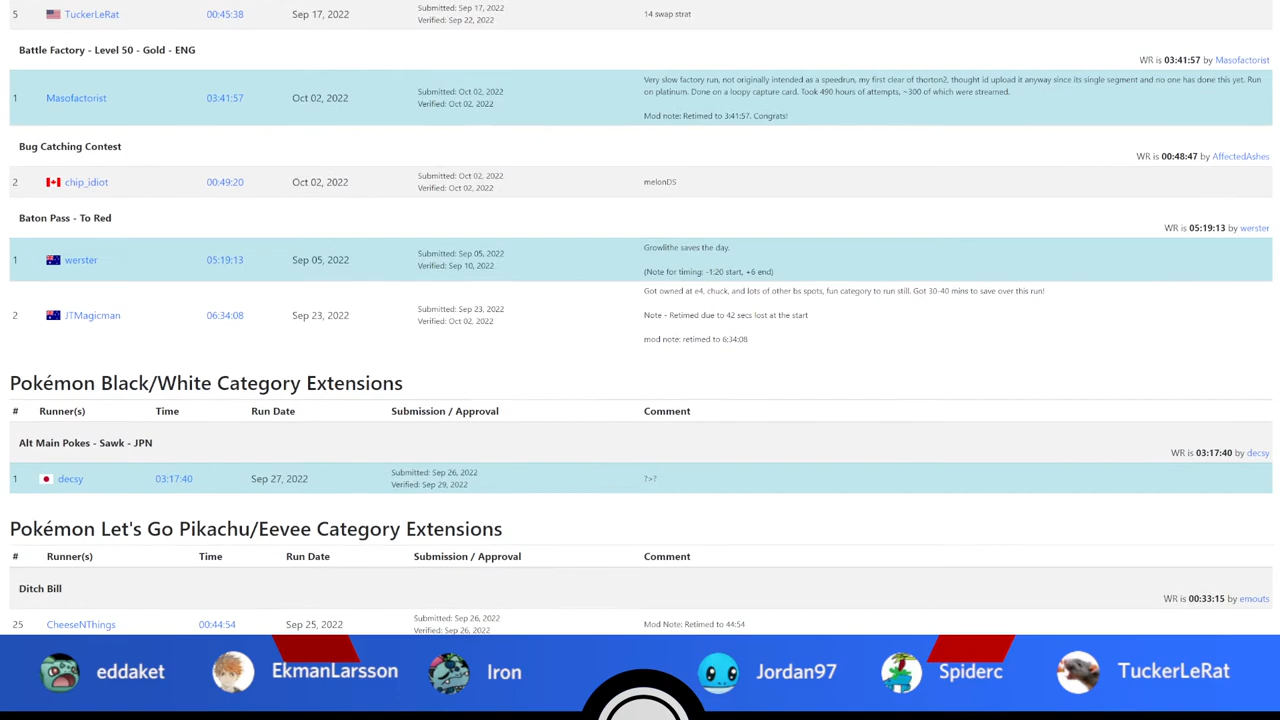 5 TuckerLeRat 00:45:38 Sep 17, 2022 Submitted: Sep 17, 2022 14 swap strat
Verified: Sep 22, 2022
Battle Factory - Level 50 - Gold - ENG
WR is 03:41:57 by Masofactorist
1 Masofactorist 03:41:57 Oct 02, 2022 Submitted: Oct 02, 2022
Verified: Oct 02, 2022
Very slow factory run, not originally intended as a speedrun, my first clear of thorton2, thought id upload it anyway since its single segment and no one has done this yet. Run
on platinum. Done on a loopy capture card. Took 490 hours of attempts, ~300 of which were streamed.
Mod note: Retimed to 3:41:57. Congrats!
Bug Catching Contest
WR is 00:48:47 by AffectedAshes
2 chip_idiot 00:49:20 Oct 02, 2022 Submitted: Oct 02, 2022 melonDS
Verified: Oct 02, 2022
Baton Pass - To Red
WR is 05:19:13 by werster
1 werster 05:19:13 Sep 05, 2022 Submitted: Sep 05, 2022
Verified: Sep 10, 2022
Growlithe saves the day.
(Note for timing: -1:20 start, +6 end)
2 JTMagicman 06:34:08 Sep 23, 2022 Submitted: Sep 23, 2022
Verified: Oct 02, 2022
Got owned at e4, chuck, and lots of other bs spots, fun category to run still. Got 30-40 mins to save over this run!
Note - Retimed due to 42 secs lost at the start
mod note: retimed to 6:34:08
Pokémon Black/White Category Extensions
# Runner(s) Time Run Date Submission / Approval Comment
Alt Main Pokes - Sawk - JPN
WR is 03:17:40 by decsy
1 decsy 03:17:40 Sep 27, 2022 Submitted: Sep 26, 2022 ?>?
Verified: Sep 29, 2022
Pokémon Let's Go Pikachu/Eevee Category Extensions
# Runner(s) Time Run Date Submission / Approval Comment
Ditch Bill
WR is 00:33:15 by emouts
25 CheeseNThings 00:44:54 Sep 25, 2022 Submitted: Sep 26, 2022 Mod Note: Retimed to 44:54
Verified: Sep 26, 2022
eddaket EkmanLarsson Iron Jordan97 Spiderc TuckerLeRat